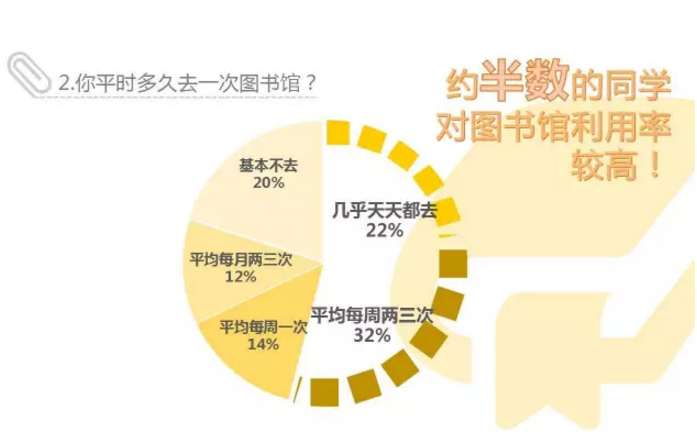 2.你平时多久去一次图书馆？
约半数的同学
对图书馆利用率
较高！
基本不去
20%
几乎天天都去
22%
平均每月两三次
12%
平均每周一次
14%
平均每周两三次
32%